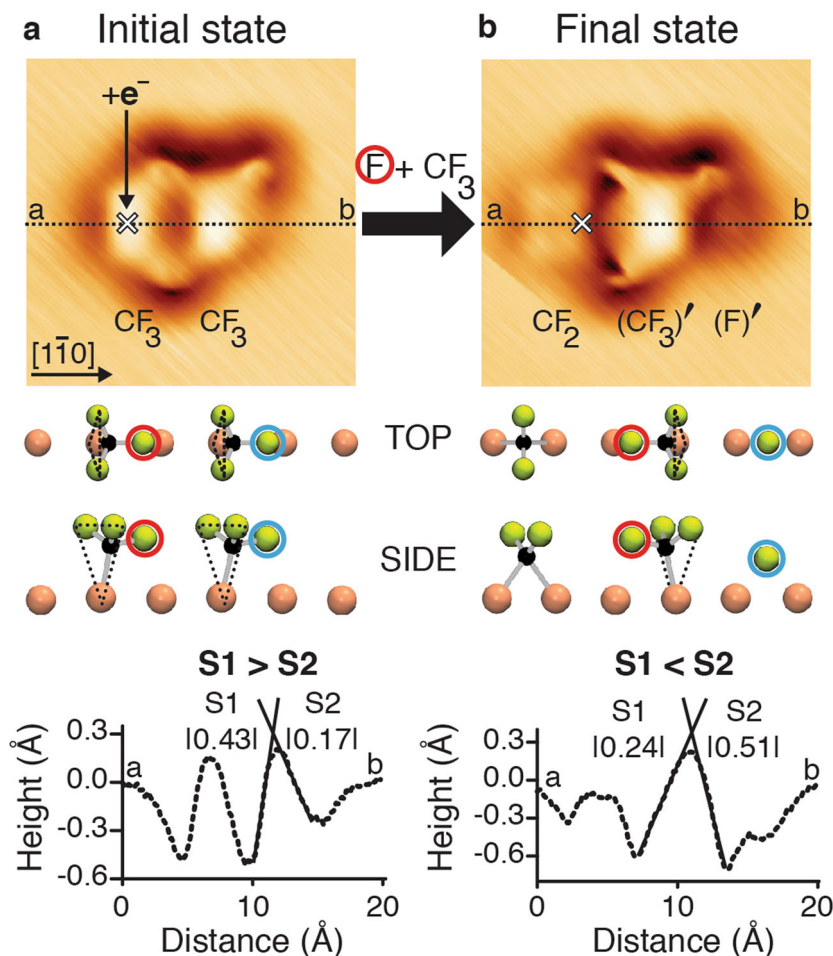 a Initial state
b Final state
+e⁻
F + CF₃
a b
a b
CF₃ CF₃
CF₂ (CF₃)′ (F)′
[11̅0]
TOP
SIDE
S1 > S2
S1 < S2
S1 S2
|0.43| |0.17|
S1 S2
|0.24| |0.51|
Height (Å)
0.3
0.0
-0.3
-0.6
a b
0 10 20
Distance (Å)
Height (Å)
0.3
0.0
-0.3
-0.6
a b
0 10 20
Distance (Å)